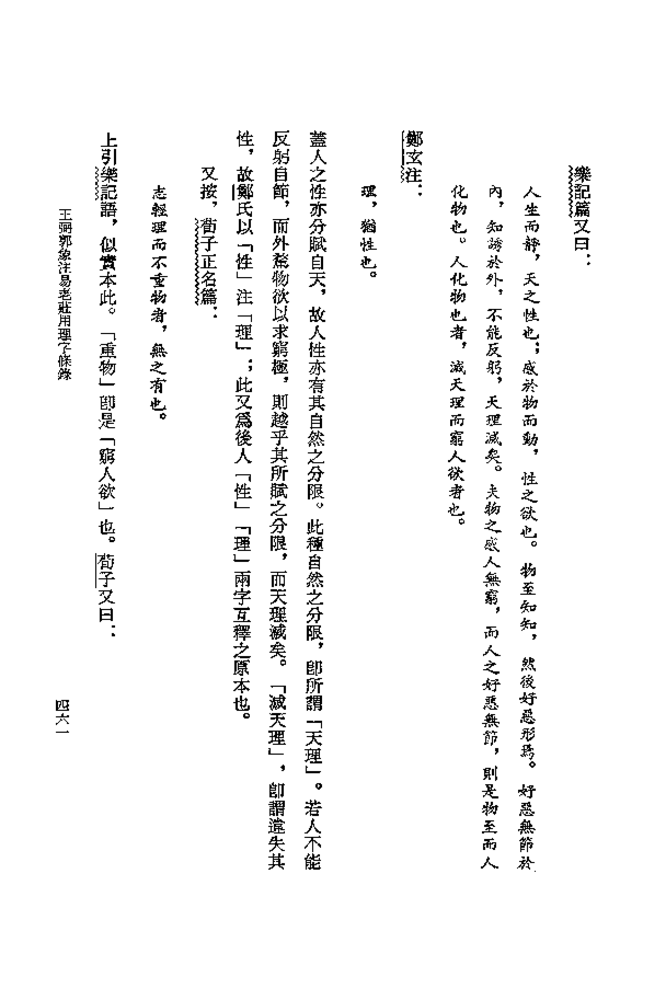 樂記篇又曰：
人生而靜，天之性也；感於物而動，性之欲也。物至知知，然後好惡形焉。好惡無節於
內，知誘於外，不能反躬，天理滅矣。夫物之感人無窮，而人之好惡無節，則是物至而人
化物也。人化物也者，滅天理而窮人欲者也。
鄭玄注：
理，猶性也。
蓋人之性亦分賦自天，故人性亦有其自然之分限。此種自然之分限，卽所謂「天理」。若人不能
反躬自節，而外騖物欲以求窮極，則越乎其所賦之分限，而天理滅矣。「滅天理」，卽謂違失其
性，故鄭氏以「性」注「理」；此又爲後人「性」「理」兩字互釋之原本也。
又按，荀子正名篇：
志輕理而不重物者，無之有也。
上引樂記語，似實本此。「重物」卽是「窮人欲」也。荀子又曰：
王弼郭象注易老莊用理字條錄
四六一